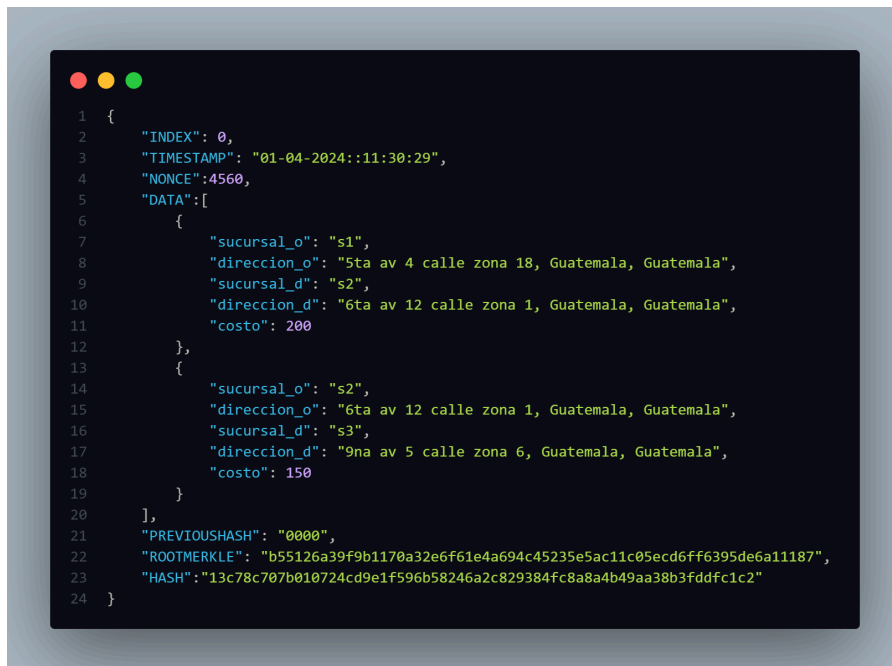 1 {
2 "INDEX": 0,
3 "TIMESTAMP": "01-04-2024::11:30:29",
4 "NONCE":4560,
5 "DATA":[
6 {
7 "sucursal_o": "s1",
8 "direccion_o": "5ta av 4 calle zona 18, Guatemala, Guatemala",
9 "sucursal_d": "s2",
10 "direccion_d": "6ta av 12 calle zona 1, Guatemala, Guatemala",
11 "costo": 200
12 },
13 {
14 "sucursal_o": "s2",
15 "direccion_o": "6ta av 12 calle zona 1, Guatemala, Guatemala",
16 "sucursal_d": "s3",
17 "direccion_d": "9na av 5 calle zona 6, Guatemala, Guatemala",
18 "costo": 150
19 }
20 ],
21 "PREVIOUSHASH": "0000",
22 "ROOTMERKLE": "b55126a39f9b1170a32e6f61e4a694c45235e5ac11c05ecd6ff6395de6a11187",
23 "HASH":"13c78c707b010724cd9e1f596b58246a2c829384fc8a8a4b49aa38b3fddfc1c2"
24 }